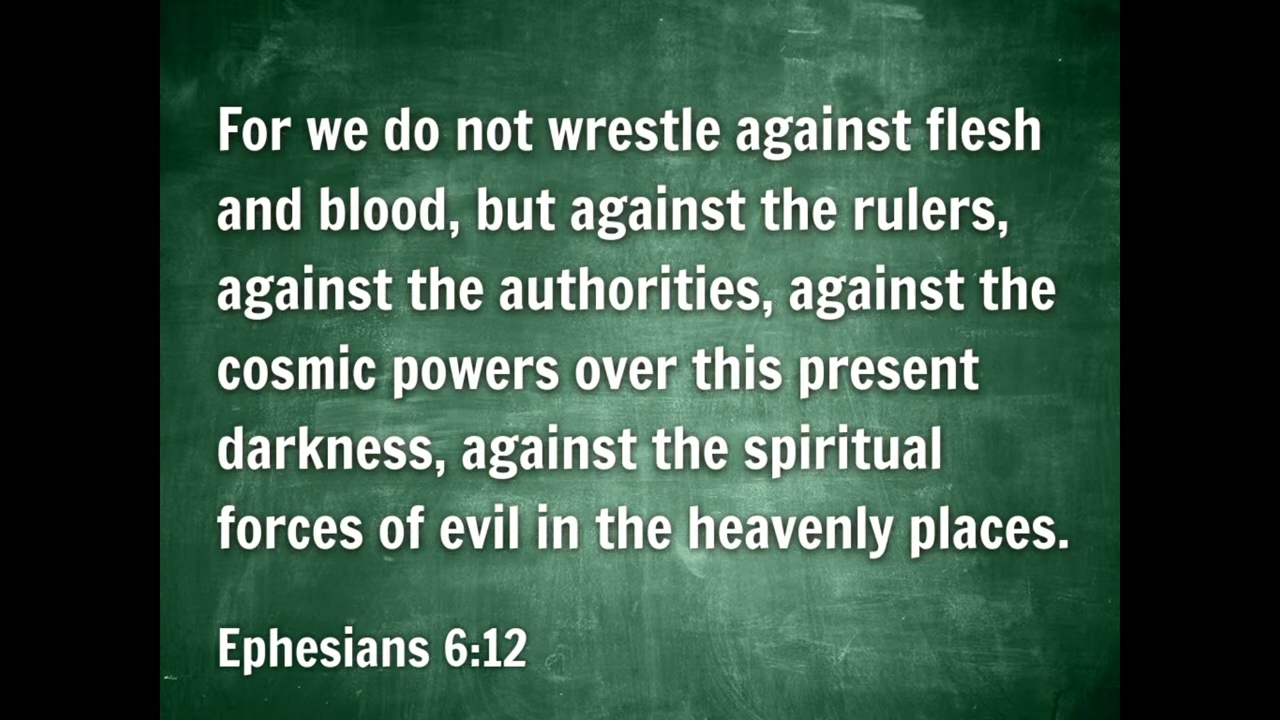 For we do not wrestle against flesh
and blood, but against the rulers,
against the authorities, against the
cosmic powers over this present
darkness, against the spiritual
forces of evil in the heavenly places.
Ephesians 6:12